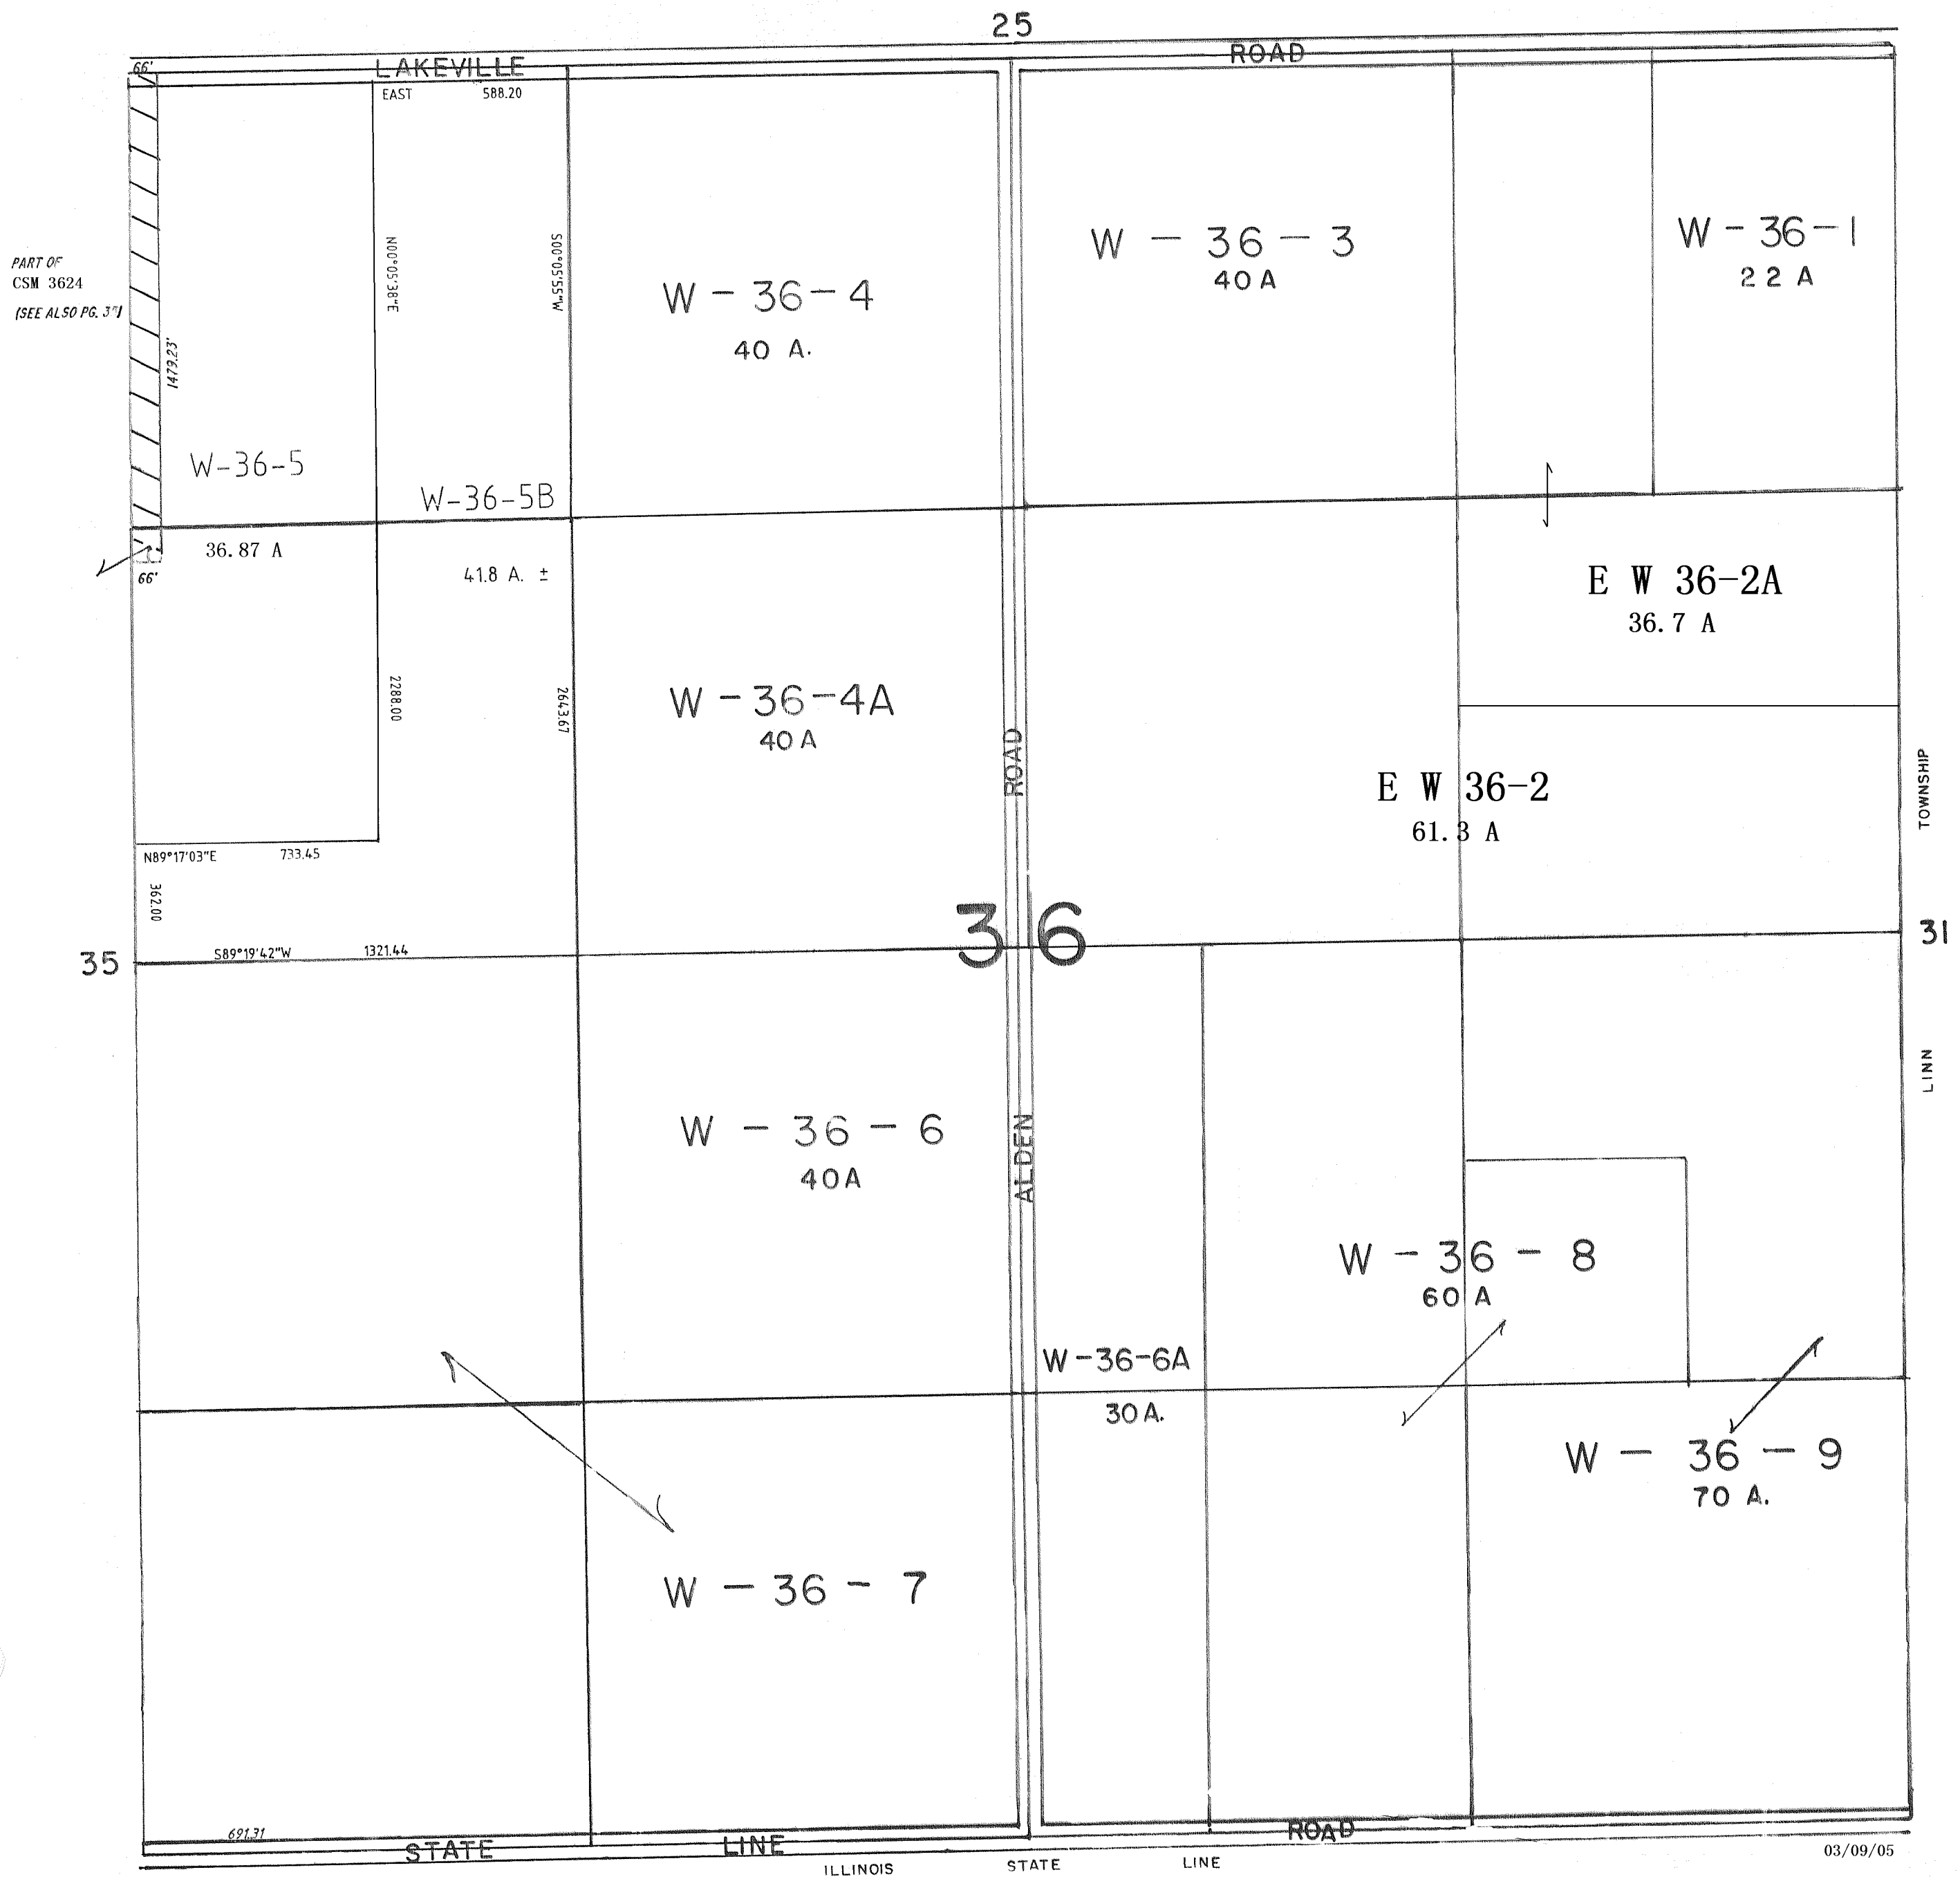 25
66'
LAKEVILLE
ROAD
EAST 588.20
PART OF
CSM 3624
(SEE ALSO PG. 3)
1479.23'
N00°05'38"E
S00°05'55"W
W-36-4
40 A.
W-36-3
40 A
W-36-1
22 A
W-36-5
36.87 A
66'
W-36-5B
41.8 A. ±
2288.00
2643.67
W-36-4A
40 A
ROAD
E W 36-2A
36.7 A
E W 36-2
61.3 A
TOWNSHIP
N89°17'03"E 733.45
362.00
35
S89°19'42"W 1321.44
36
31
LINN
W-36-6
40A
ALDEN
W-36-8
60 A
W-36-6A
30A.
W-36-9
70 A.
W-36-7
691.31
STATE
LINE
ROAD
ILLINOIS
STATE
LINE
03/09/05